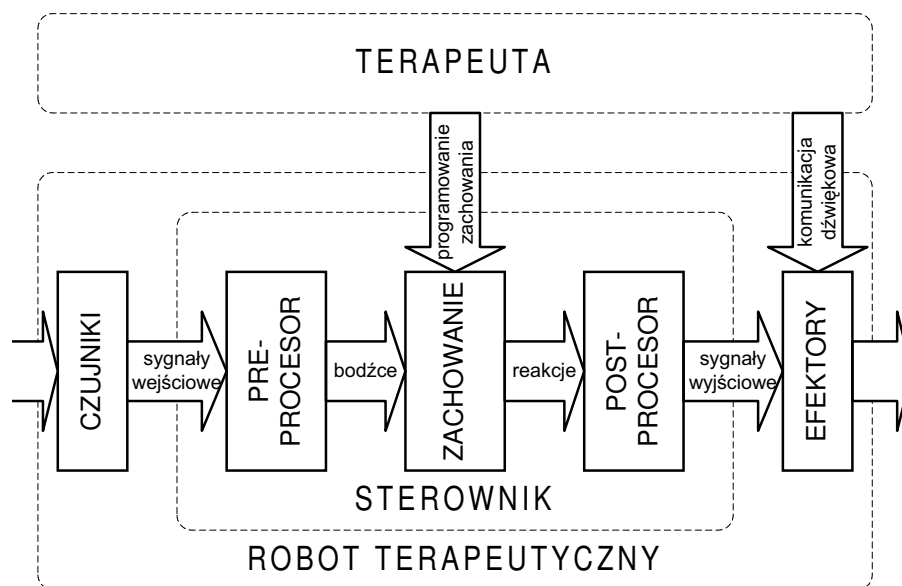 TERAPEUTA
programowanie
zachowania
komunikacja
dźwiękowa
CZUJNIKI
sygnały
wejściowe
PRE-
PROCESOR
bodźce
ZACHOWANIE
reakcje
POST-
PROCESOR
sygnały
wyjściowe
EFEKTORY
STEROWNIK
ROBOT TERAPEUTYCZNY